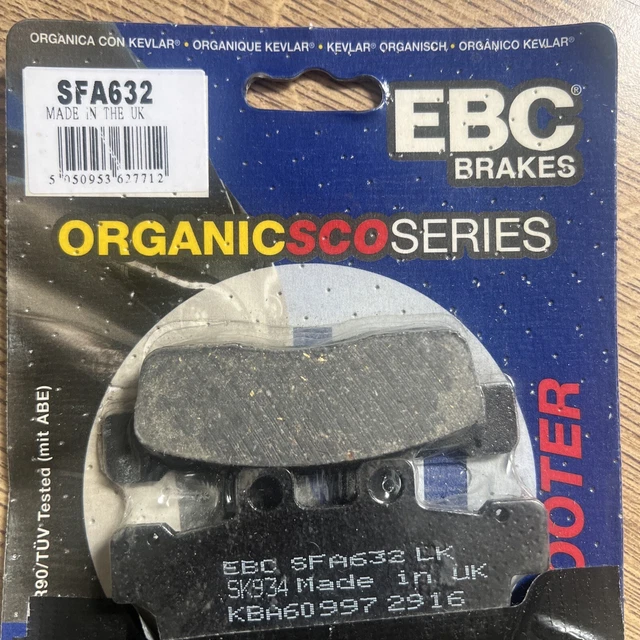 ORGANICA CON KEVLAR® • ORGANIQUE KEVLAR® • KEVLAR® ORGANISCH • ORGÂNICO KEVLAR®
SFA632
MADE IN THE UK
5 050953 627712
EBC®
BRAKES
ORGANICSCOSERIES
R90/TÜV Tested (mit ABE)
OOTER
EBC SFA632 LK
SK934 Made in UK
KBA60997 2916